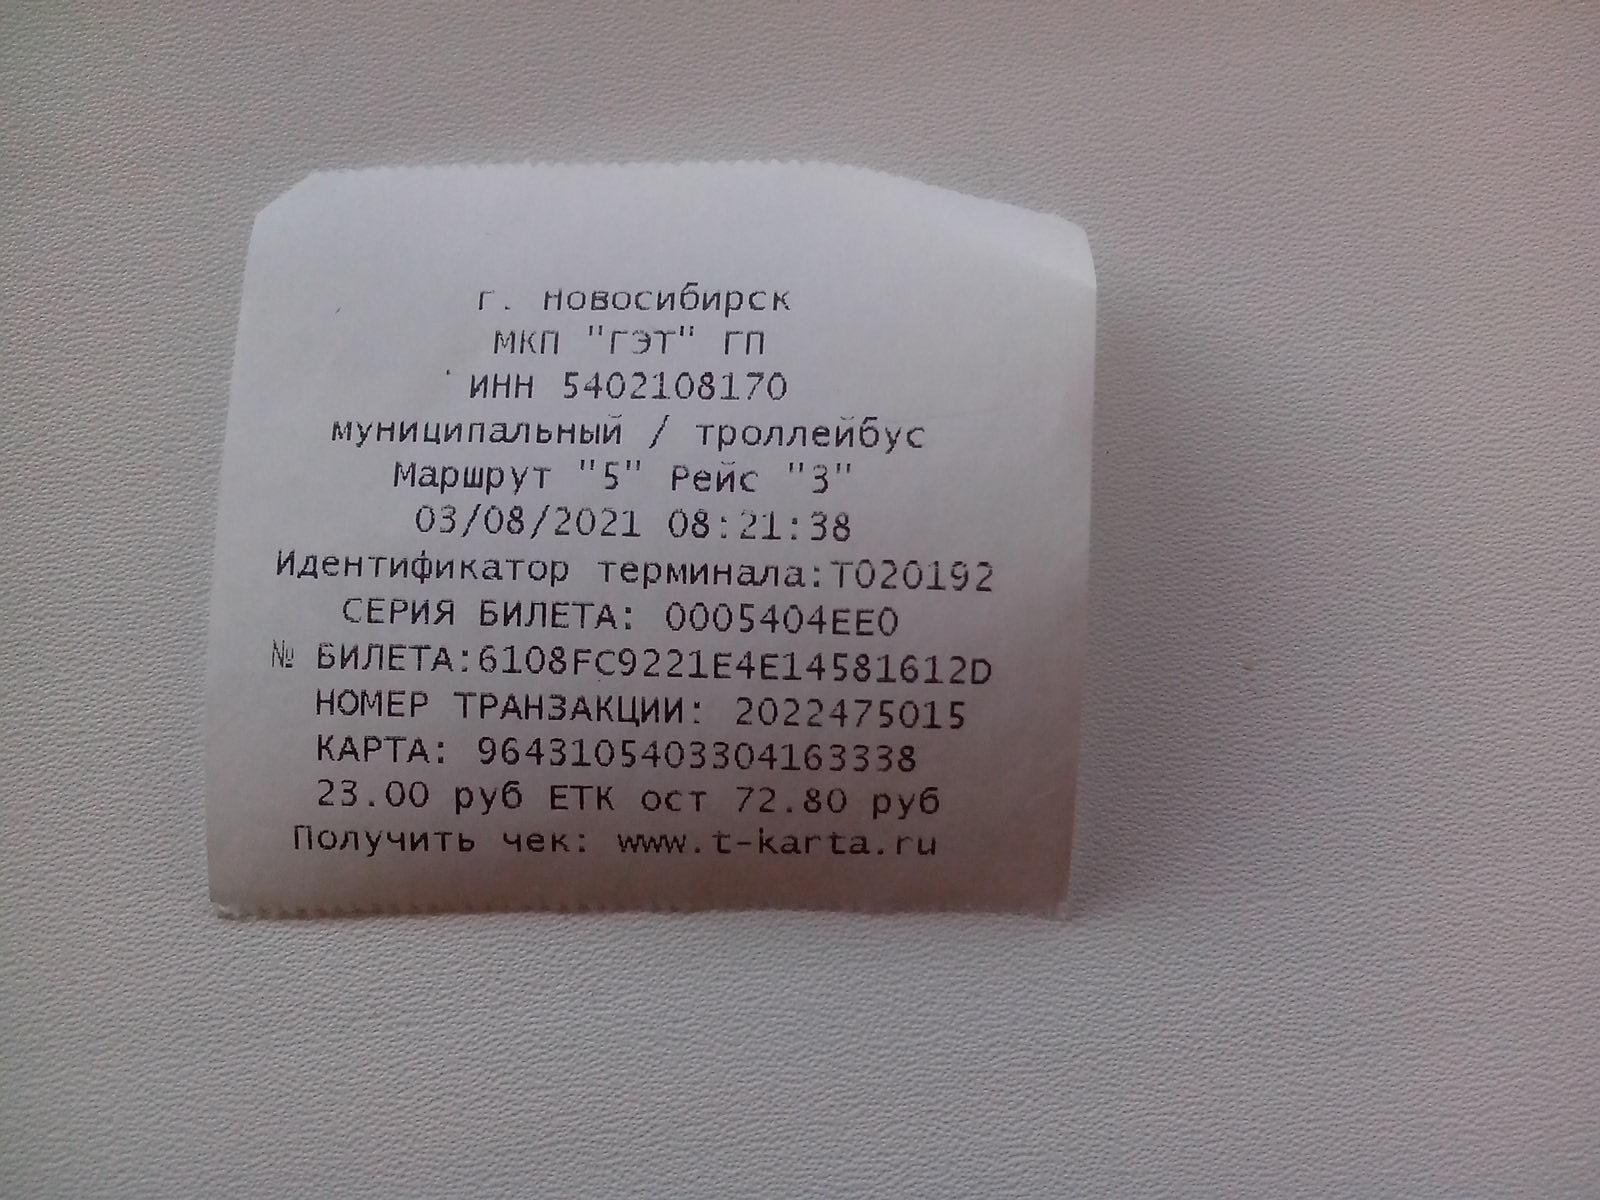 г. Новосибирск
МКП "ГЭТ" ГП
ИНН 5402108170
муниципальный / троллейбус
Маршрут "5" Рейс "3"
03/08/2021 08:21:38
Идентификатор терминала:T020192
СЕРИЯ БИЛЕТА: 0005404EE0
№ БИЛЕТА:6108FC9221E4E14581612D
НОМЕР ТРАНЗАКЦИИ: 2022475015
КАРТА: 9643105403304163338
23.00 руб ЕТК ост 72.80 руб
Получить чек: www.t-karta.ru